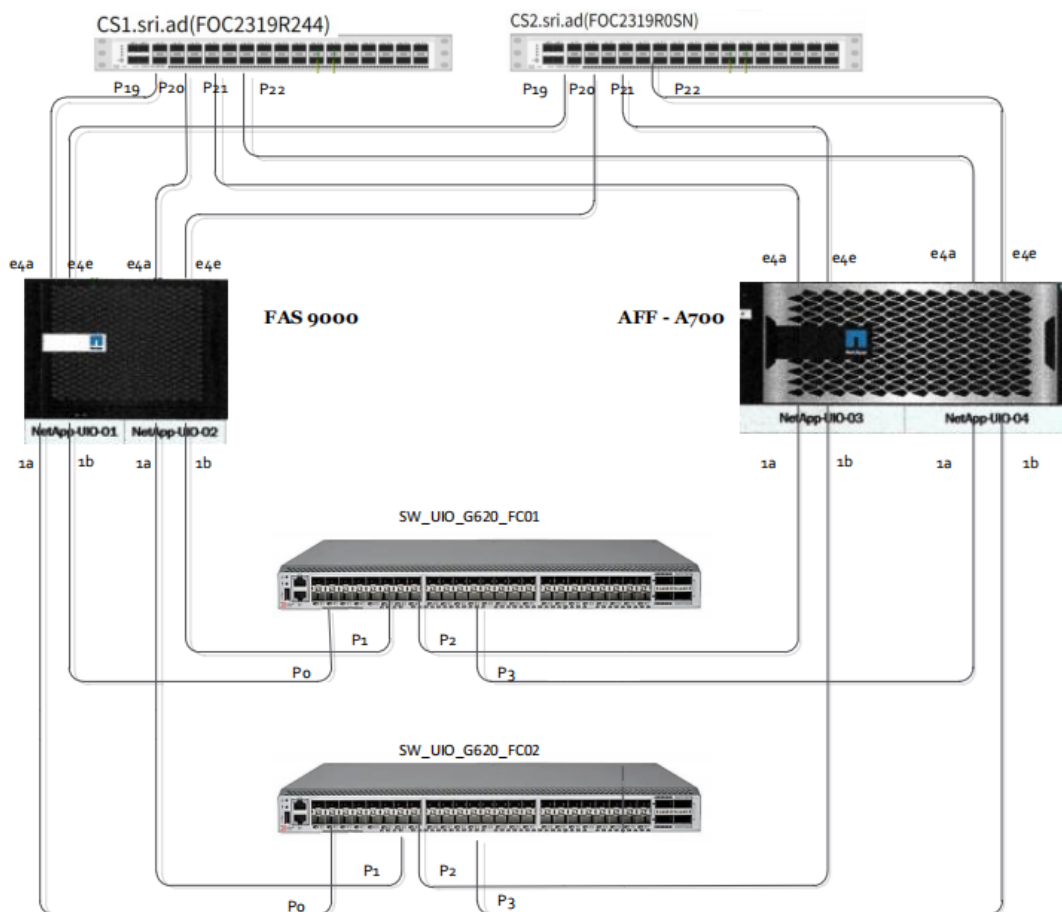 CS1.sri.ad(FOC2319R244)
CS2.sri.ad(FOC2319R0SN)
P19 P20 P21 P22
P19 P20 P21 P22
e4a e4e e4a e4e
e4a e4e e4a e4e
FAS 9000
AFF - A700
NetApp
NetApp-UIO-01 NetApp-UIO-02
NetApp-UIO-03 NetApp-UIO-04
1a 1b 1a 1b
1a 1b 1a 1b
SW_UIO_G620_FC01
P1 P2
P0 P3
SW_UIO_G620_FC02
P1 P2
P0 P3